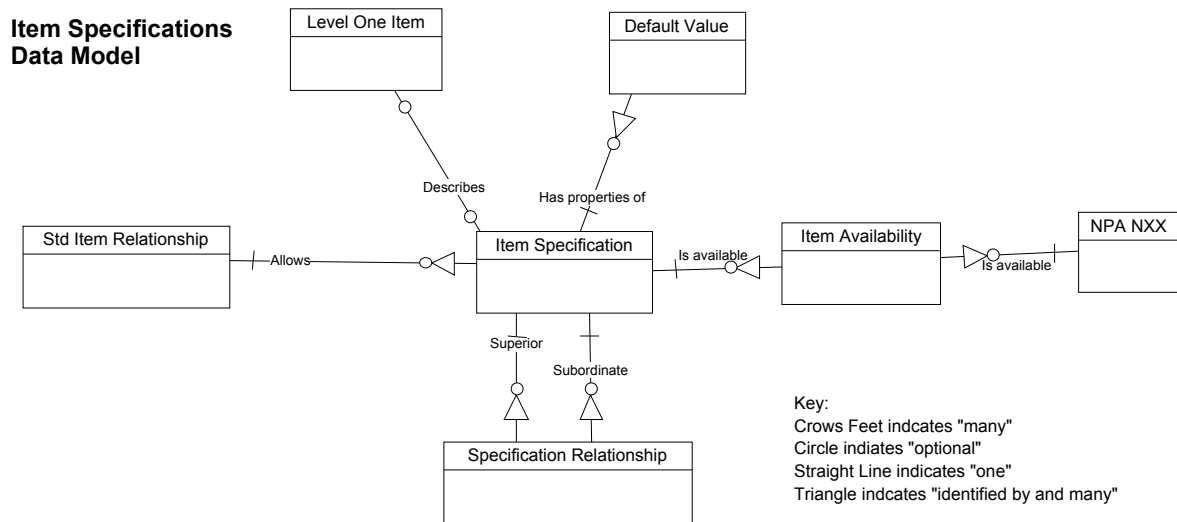 Item Specifications
Data Model
Level One Item
Default Value
Describes
Has properties of
Std Item Relationship
Allows
Item Specification
Is available
Item Availability
Is available
NPA NXX
Superior
Subordinate
Specification Relationship
Key:
Crows Feet indcates "many"
Circle indiates "optional"
Straight Line indicates "one"
Triangle indcates "identified by and many"